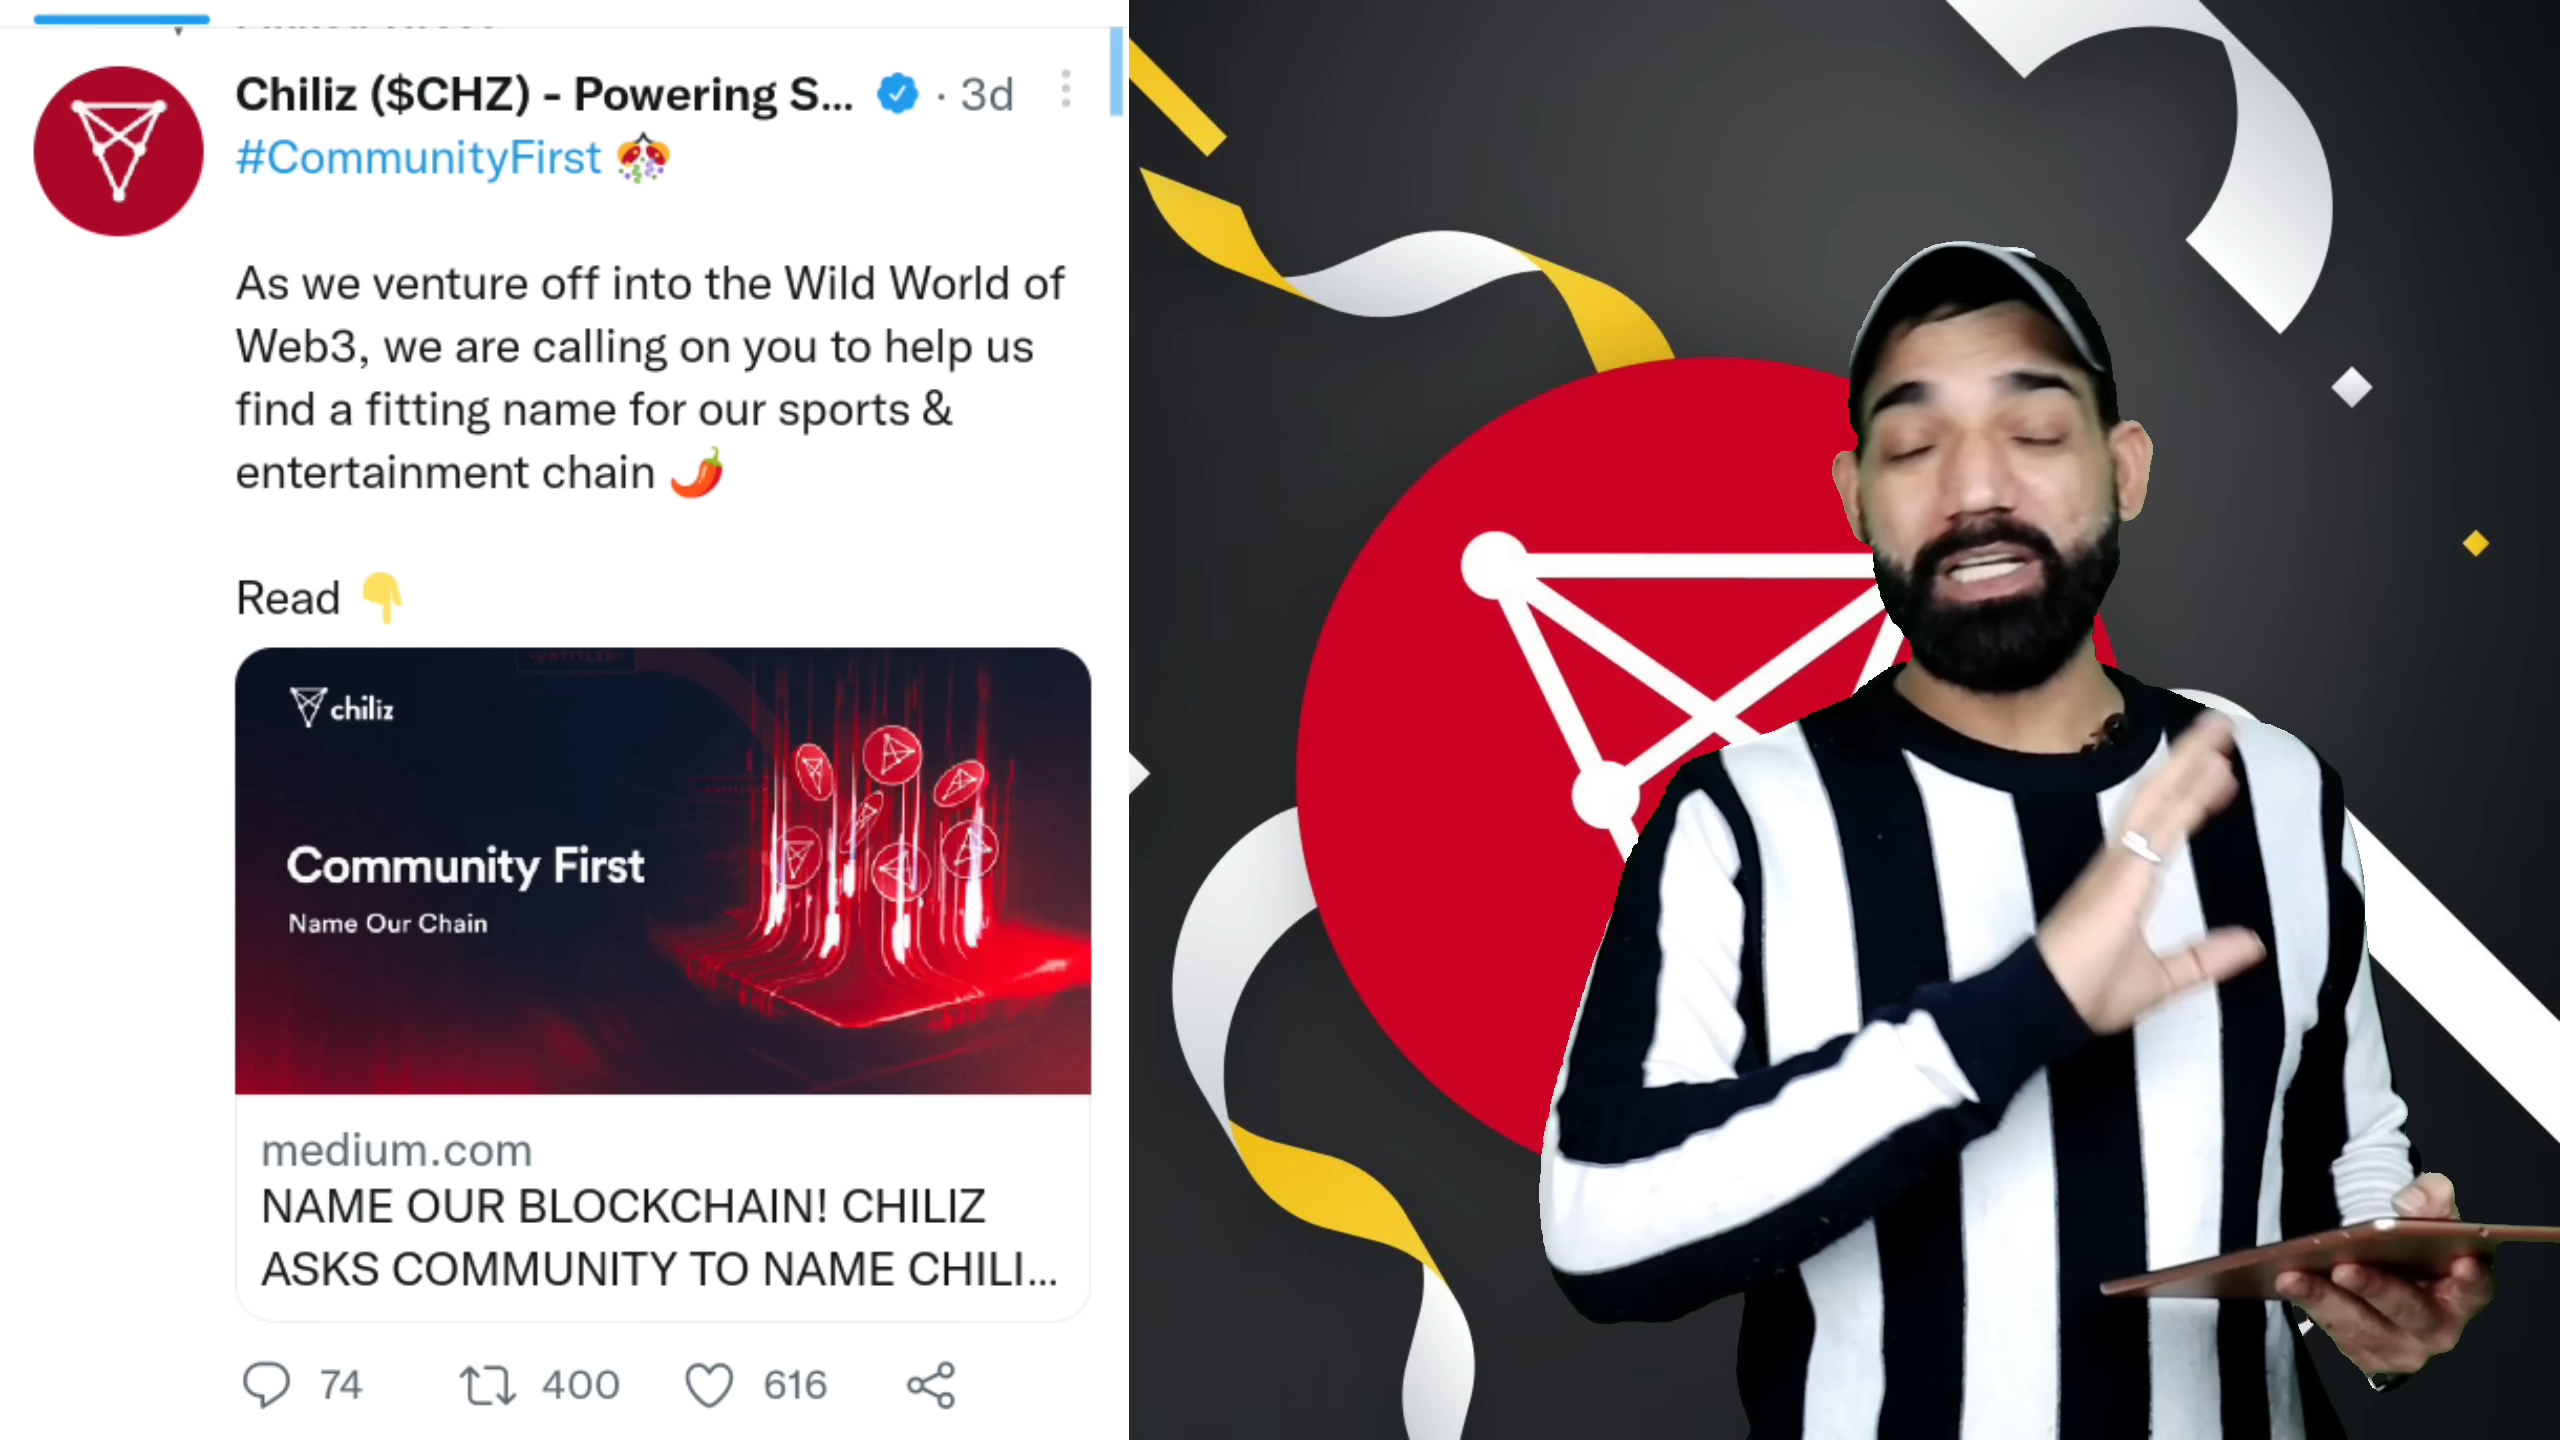 Chiliz ($CHZ) - Powering S... · 3d
#CommunityFirst
As we venture off into the Wild World of
Web3, we are calling on you to help us
find a fitting name for our sports &
entertainment chain
Read
chiliz
Community First
Name Our Chain
medium.com
NAME OUR BLOCKCHAIN! CHILIZ
ASKS COMMUNITY TO NAME CHILI...
74 400 616